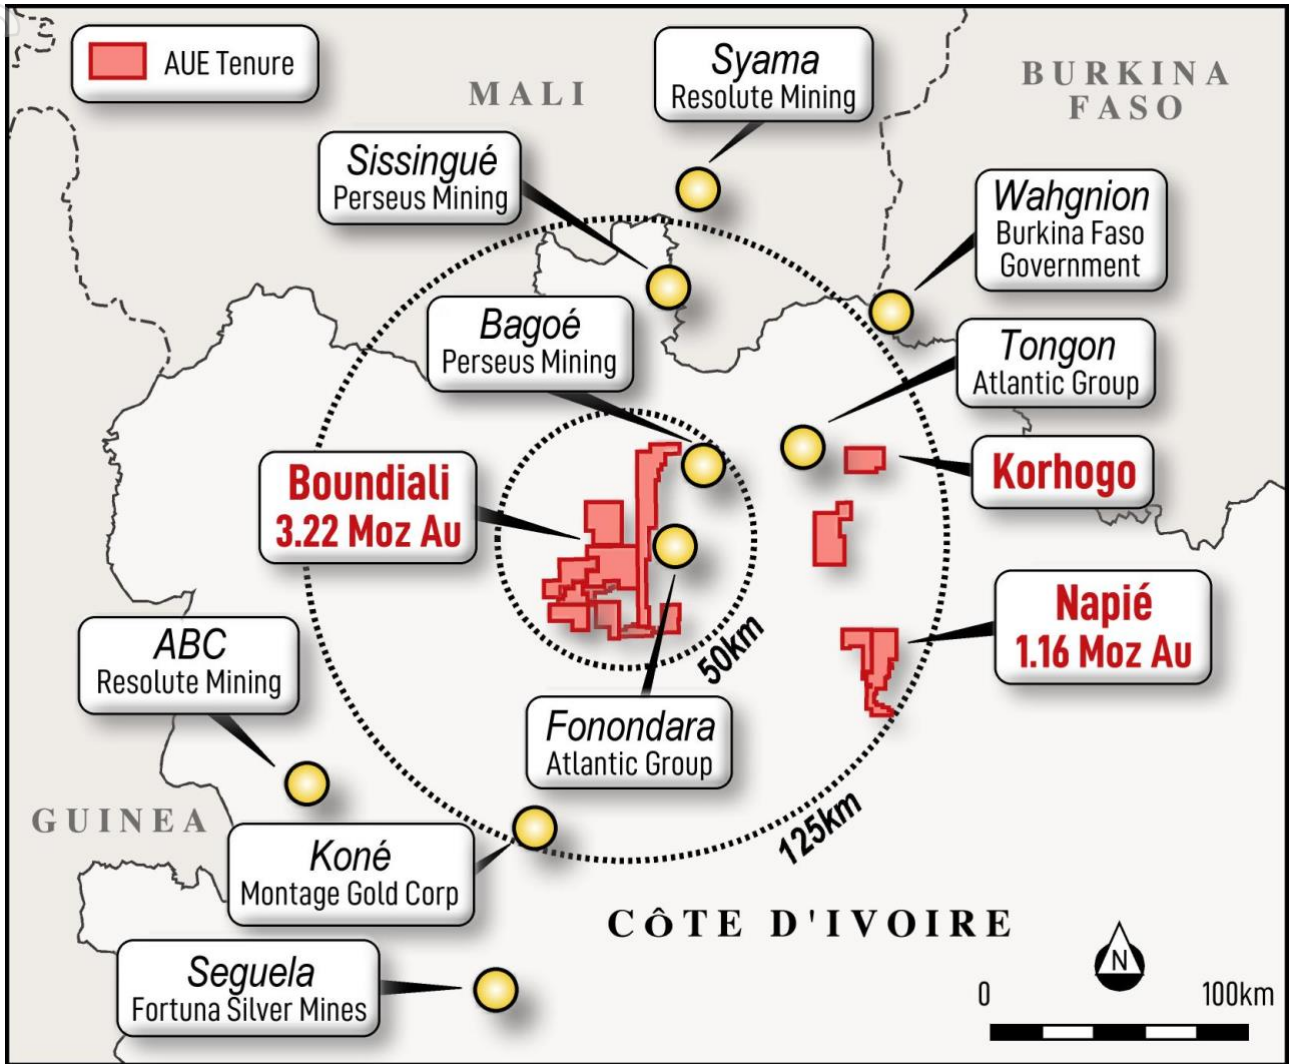 AUE Tenure
MALI
Syama
Resolute Mining
BURKINA
FASO
Sissingué
Perseus Mining
Wahgnion
Burkina Faso
Government
Bagoé
Perseus Mining
Tongon
Atlantic Group
Boundiali
3.22 Moz Au
Korhogo
Napié
1.16 Moz Au
50km
ABC
Resolute Mining
Fonondara
Atlantic Group
125km
GUINEA
Koné
Montage Gold Corp
CÔTE D'IVOIRE
Seguela
Fortuna Silver Mines
N
0
100km